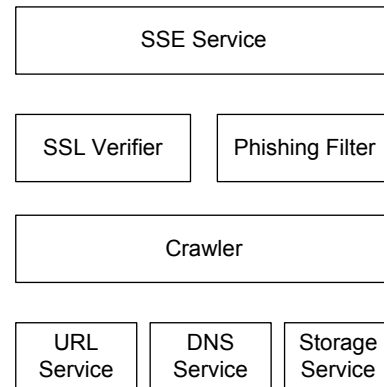 SSE Service
SSL Verifier
Phishing Filter
Crawler
URL
Service
DNS
Service
Storage
Service